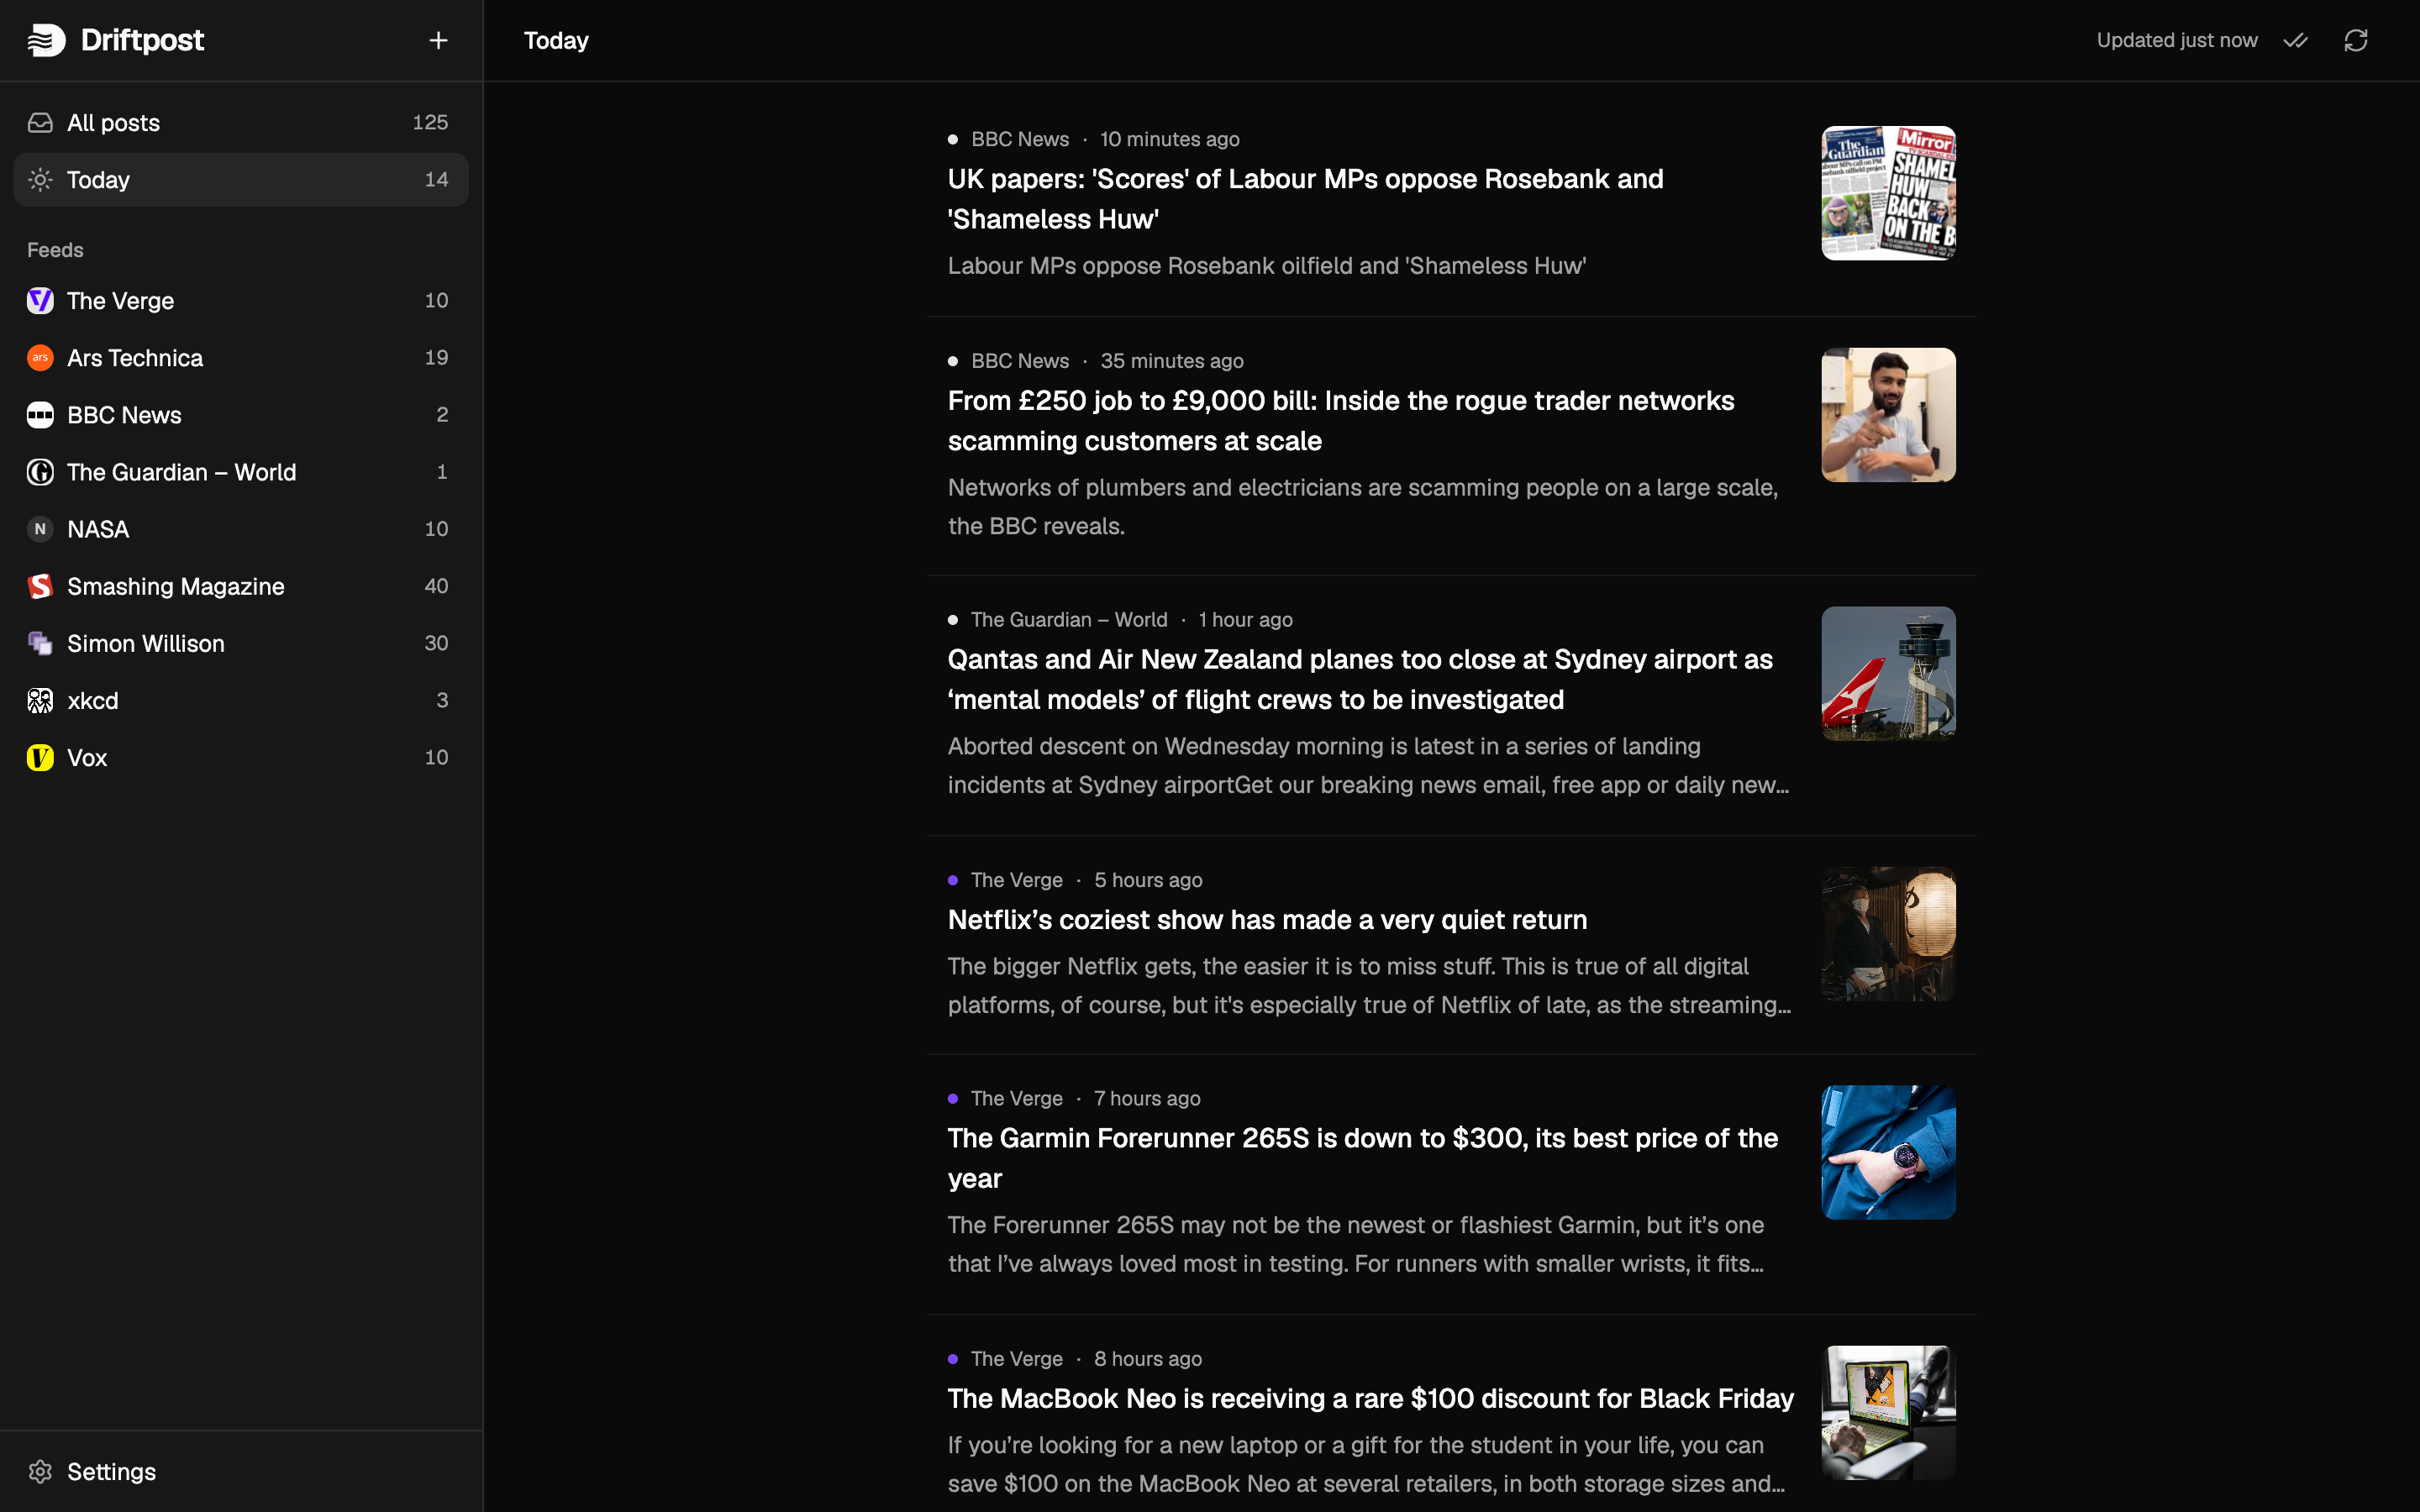 Driftpost
All posts 125
Today 14
Feeds
The Verge 10
ars
Ars Technica 19
BBC News 2
G
The Guardian – World 1
N
NASA 10
S
Smashing Magazine 40
Simon Willison 30
xkcd 3
V
Vox 10
Settings
Today
Updated just now
BBC News · 10 minutes ago
UK papers: 'Scores' of Labour MPs oppose Rosebank and
'Shameless Huw'
Labour MPs oppose Rosebank oilfield and 'Shameless Huw'
The
Guardian
Mirror
SHAMEL
HUW
BACK
ON THE B
BBC News · 35 minutes ago
From £250 job to £9,000 bill: Inside the rogue trader networks
scamming customers at scale
Networks of plumbers and electricians are scamming people on a large scale,
the BBC reveals.
The Guardian – World · 1 hour ago
Qantas and Air New Zealand planes too close at Sydney airport as
‘mental models’ of flight crews to be investigated
Aborted descent on Wednesday morning is latest in a series of landing
incidents at Sydney airportGet our breaking news email, free app or daily new…
The Verge · 5 hours ago
Netflix’s coziest show has made a very quiet return
The bigger Netflix gets, the easier it is to miss stuff. This is true of all digital
platforms, of course, but it's especially true of Netflix of late, as the streaming…
め
The Verge · 7 hours ago
The Garmin Forerunner 265S is down to $300, its best price of the
year
The Forerunner 265S may not be the newest or flashiest Garmin, but it’s one
that I’ve always loved most in testing. For runners with smaller wrists, it fits…
The Verge · 8 hours ago
The MacBook Neo is receiving a rare $100 discount for Black Friday
If you’re looking for a new laptop or a gift for the student in your life, you can
save $100 on the MacBook Neo at several retailers, in both storage sizes and…